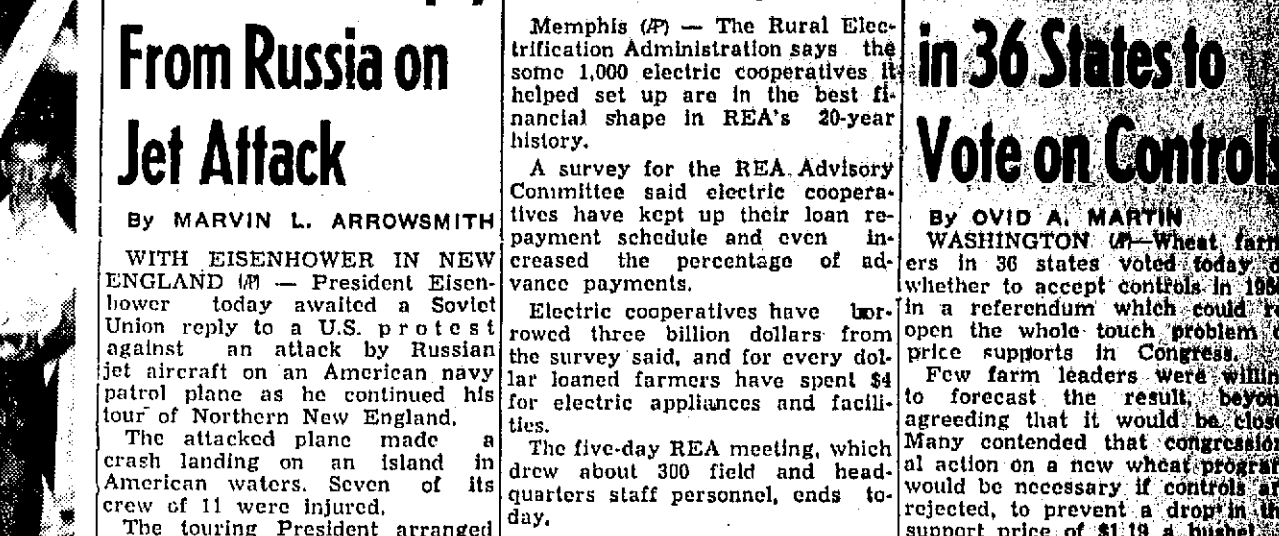 From Russia on
Jet Attack
By MARVIN L. ARROWSMITH
WITH EISENHOWER IN NEW
ENGLAND (AP) — President Eisen-
hower today awaited a Soviet
Union reply to a U.S. protest
against an attack by Russian
jet aircraft on an American navy
patrol plane as he continued his
tour of Northern New England.
The attacked plane made a
crash landing on an island in
American waters. Seven of its
crew of 11 were injured.
The touring President arranged
Memphis (AP) — The Rural Elec-
trification Administration says the
some 1,000 electric cooperatives it
helped set up are in the best fi-
nancial shape in REA's 20-year
history.
A survey for the REA Advisory
Committee said electric coopera-
tives have kept up their loan re-
payment schedule and even in-
creased the percentage of ad-
vance payments.
Electric cooperatives have bor-
rowed three billion dollars from
the survey said, and for every dol-
lar loaned farmers have spent $4
for electric appliances and facili-
ties.
The five-day REA meeting, which
drew about 300 field and head-
quarters staff personnel, ends to-
day.
in 36 States to
Vote on Controls
By OVID A. MARTIN
WASHINGTON (AP)—Wheat farm
ers in 36 states voted today
whether to accept controls in 195
in a referendum which could re
open the whole touch problem
price supports in Congress.
Few farm leaders were willin
to forecast the result, beyon
agreeding that it would be close
Many contended that congression
al action on a new wheat program
would be necessary if controls ar
rejected, to prevent a drop in th
support price of $1.19 a bushel